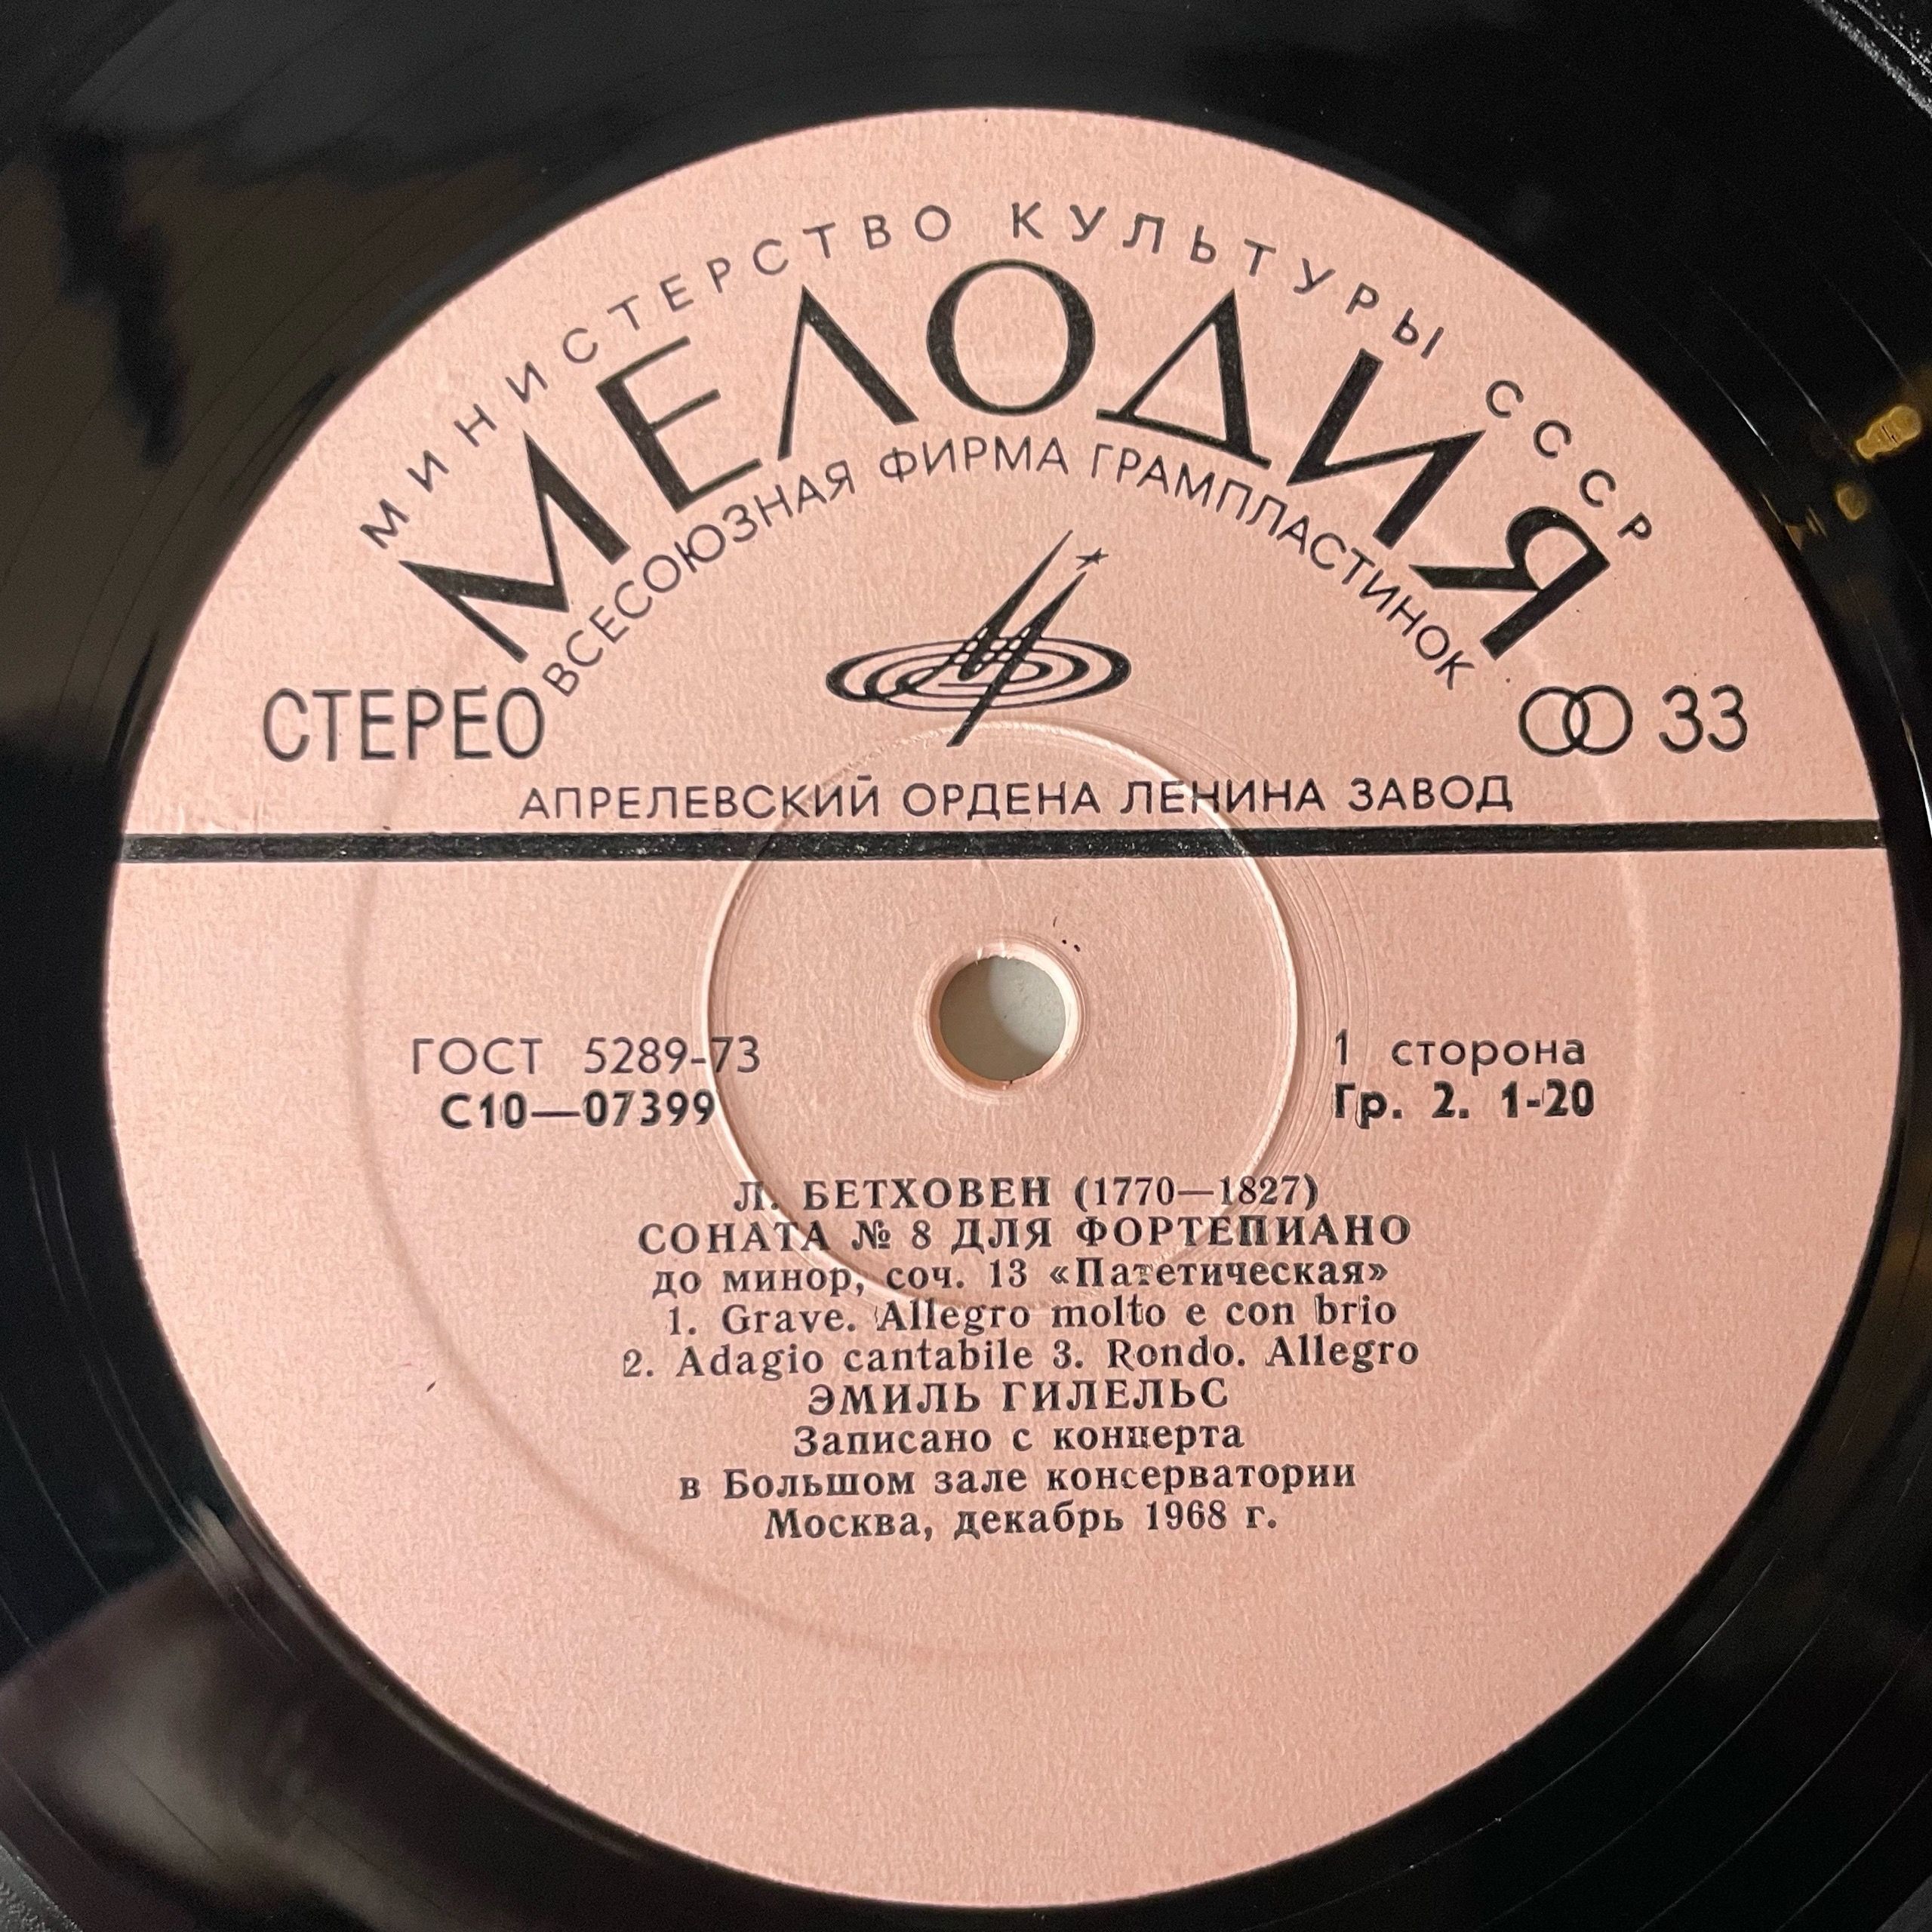 МИНИСТЕРСТВО КУЛЬТУРЫ СССР
МЕЛОДИЯ
ВСЕСОЮЗНАЯ ФИРМА ГРАМПЛАСТИНОК
СТЕРЕО
33
АПРЕЛЕВСКИЙ ОРДЕНА ЛЕНИНА ЗАВОД
ГОСТ 5289-73
С10—07399
1 сторона
Гр. 2. 1-20
Л. БЕТХОВЕН (1770—1827)
СОНАТА № 8 ДЛЯ ФОРТЕПИАНО
до минор, соч. 13 «Патетическая»
1. Grave. Allegro molto e con brio
2. Adagio cantabile 3. Rondo. Allegro
ЭМИЛЬ ГИЛЕЛЬС
Записано с концерта
в Большом зале консерватории
Москва, декабрь 1968 г.